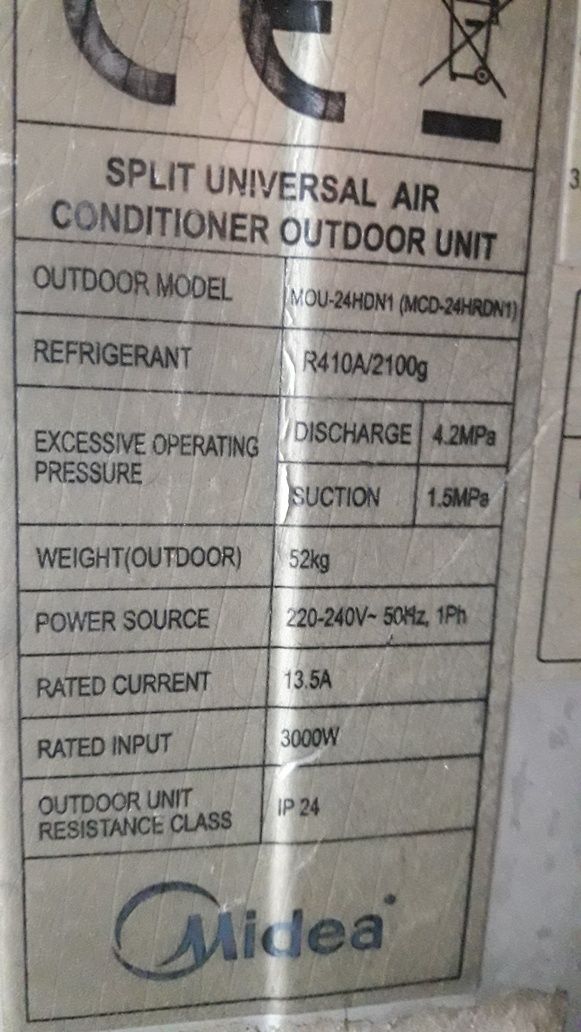 CE
SPLIT UNIVERSAL AIR
CONDITIONER OUTDOOR UNIT
OUTDOOR MODEL MOU-24HDN1 (MCD-24HRDN1)
REFRIGERANT R410A/2100g
EXCESSIVE OPERATING
PRESSURE
DISCHARGE 4.2MPa
SUCTION 1.5MPa
WEIGHT(OUTDOOR) 52kg
POWER SOURCE 220-240V~ 50Hz, 1Ph
RATED CURRENT 13.5A
RATED INPUT 3000W
OUTDOOR UNIT
RESISTANCE CLASS
IP 24
Midea
3